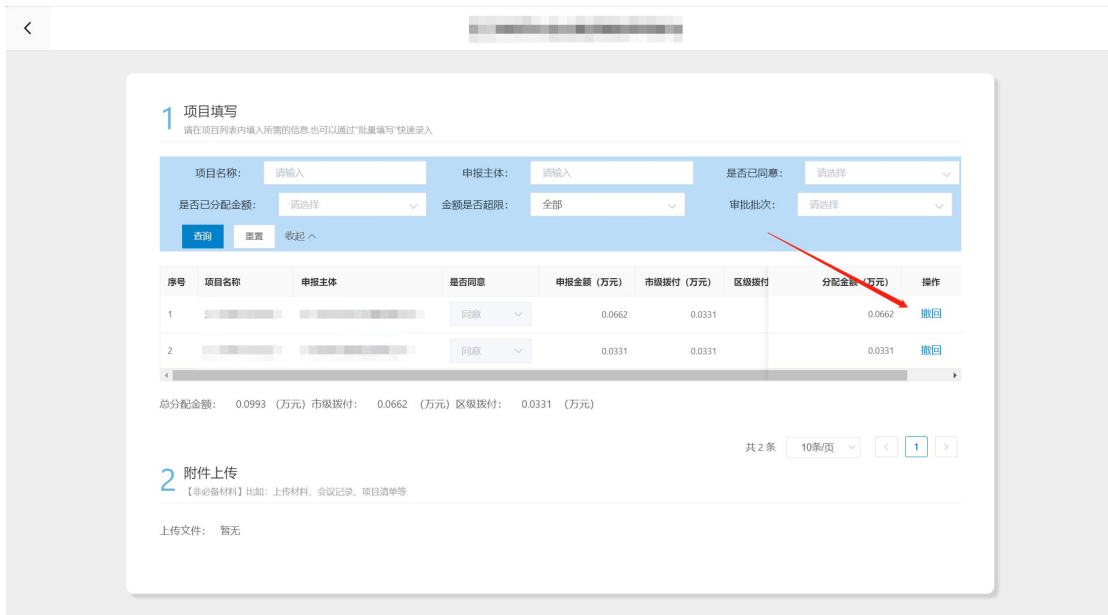 1 项目填写
请在项目列表内填入所需的信息,也可以通过“批量填写”快速录入
项目名称: 请输入 申报主体: 请输入 是否已同意: 请选择
是否已分配金额: 请选择 金额是否超限: 全部 审批批次: 请选择
查询 重置 收起
序号 项目名称 申报主体 是否同意 申报金额(万元) 市级拨付(万元) 区级拨付 分配金额(万元) 操作
1 同意 0.0662 0.0331 0.0662 撤回
2 同意 0.0331 0.0331 0.0331 撤回
总分配金额: 0.0993 (万元) 市级拨付: 0.0662 (万元) 区级拨付: 0.0331 (万元)
共 2 条 10条/页 1
2 附件上传
【非必备材料】比如:上传材料、会议记录、项目清单等
上传文件: 暂无